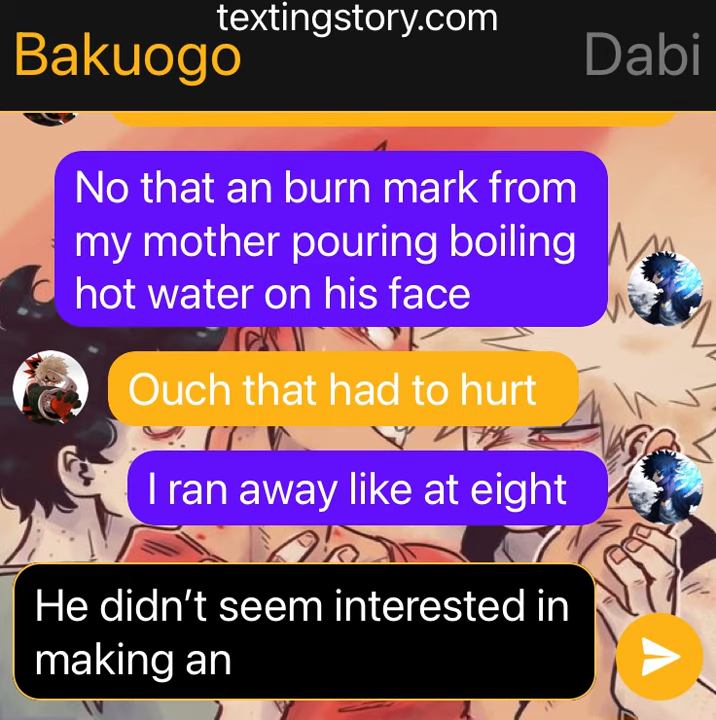 textingstory.com
Bakuogo
Dabi
No that an burn mark from
my mother pouring boiling
hot water on his face
Ouch that had to hurt
I ran away like at eight
He didn’t seem interested in
making an